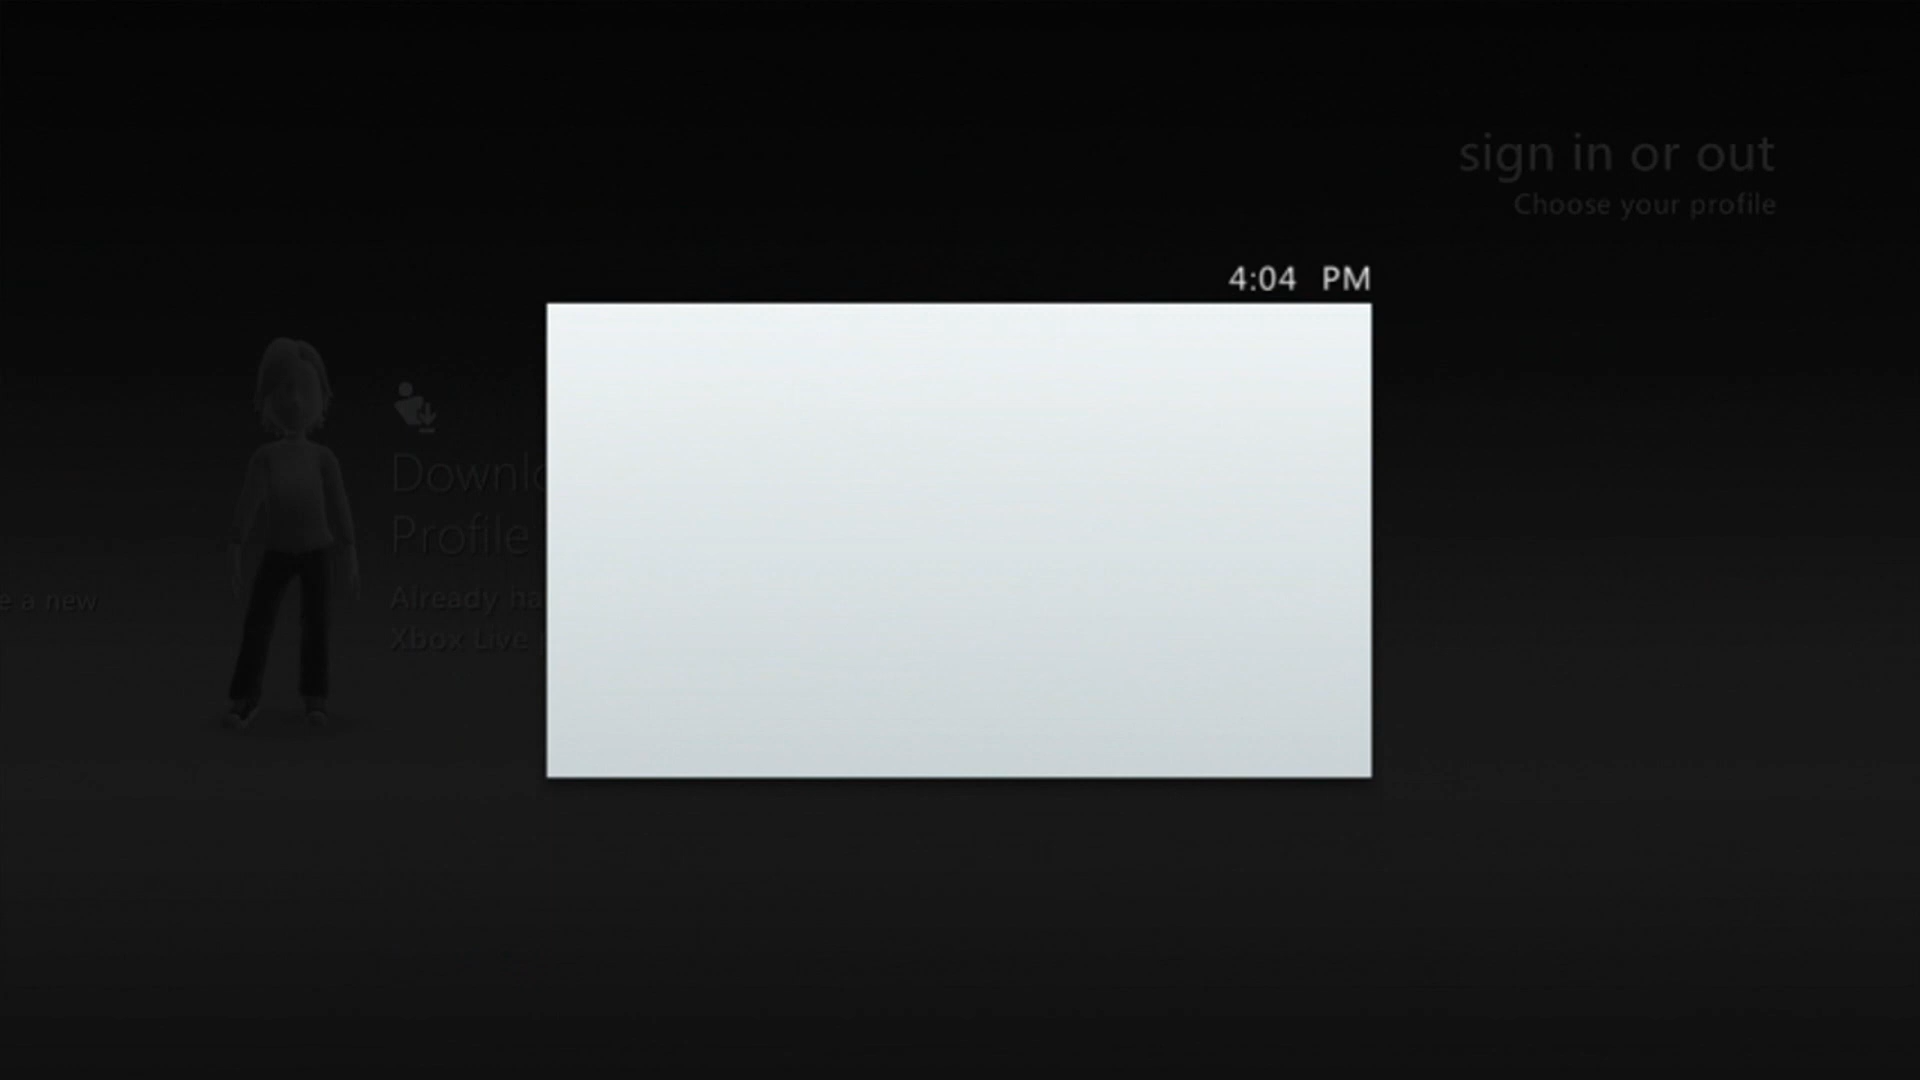 sign in or out
Choose your profile
4:04 PM
Downlo
Profile
Already ha
Xbox Live
e a new